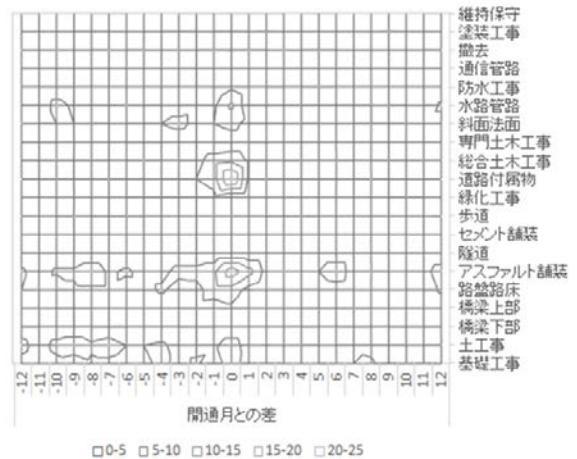 維持保守
塗装工事
撤去
通信管路
防水工事
水路管路
斜面法面
専門土木工事
総合土木工事
道路付属物
緑化工事
歩道
セメント舗装
隧道
アスファルト舗装
路盤路床
橋梁上部
橋梁下部
土工事
基礎工事
-12 -11 -10 -9 -8 -7 -6 -5 -4 -3 -2 -1 0 1 2 3 4 5 6 7 8 9 10 11 12
開通月との差
0-5 5-10 10-15 15-20 20-25